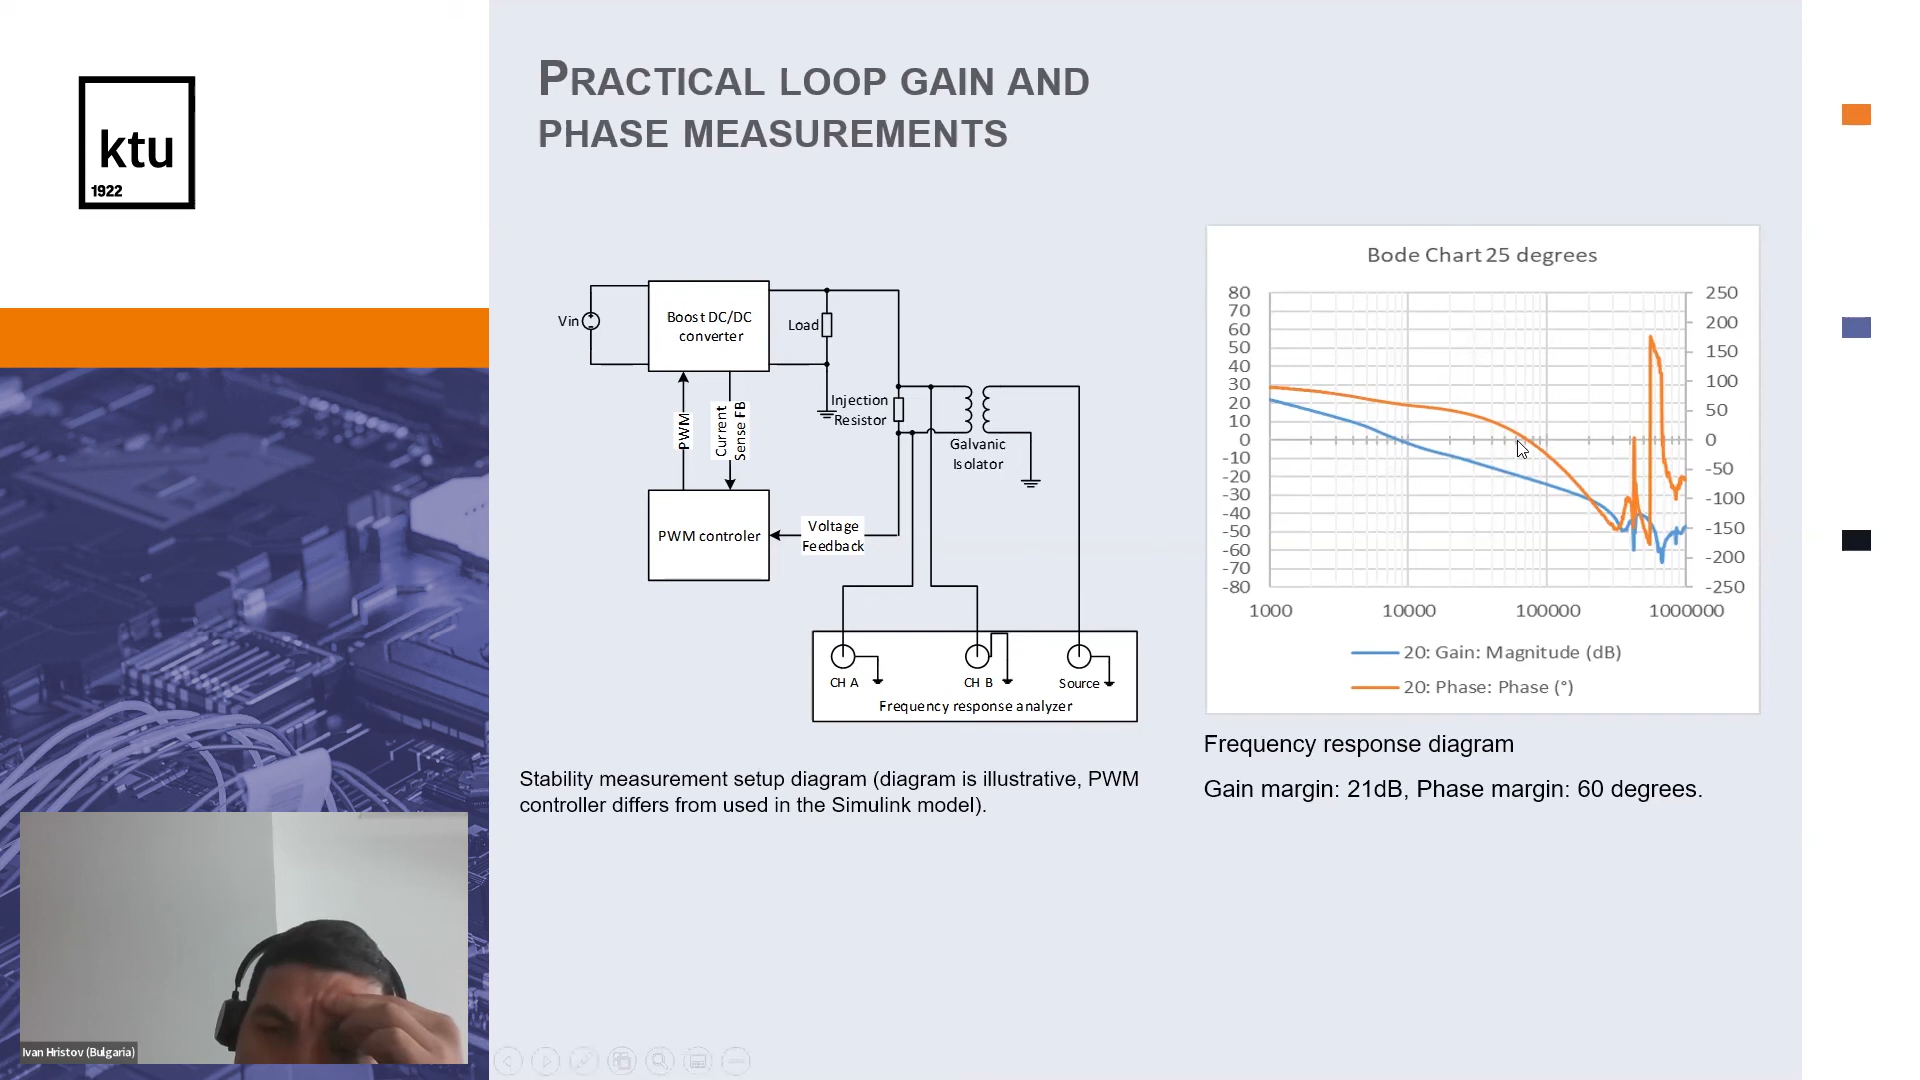 ktu
1922
PRACTICAL LOOP GAIN AND
PHASE MEASUREMENTS
Vin
Boost DC/DC
converter
Load
PWM
Current
Sense FB
Injection
Resistor
Galvanic
Isolator
PWM controler
Voltage
Feedback
CH A
CH B
Source
Frequency response analyzer
Stability measurement setup diagram (diagram is illustrative, PWM
controller differs from used in the Simulink model).
Bode Chart 25 degrees
80
70
60
50
40
30
20
10
0
-10
-20
-30
-40
-50
-60
-70
-80
250
200
150
100
50
0
-50
-100
-150
-200
-250
1000 10000 100000 1000000
20: Gain: Magnitude (dB)
20: Phase: Phase (°)
Frequency response diagram
Gain margin: 21dB, Phase margin: 60 degrees.
Ivan Hristov (Bulgaria)